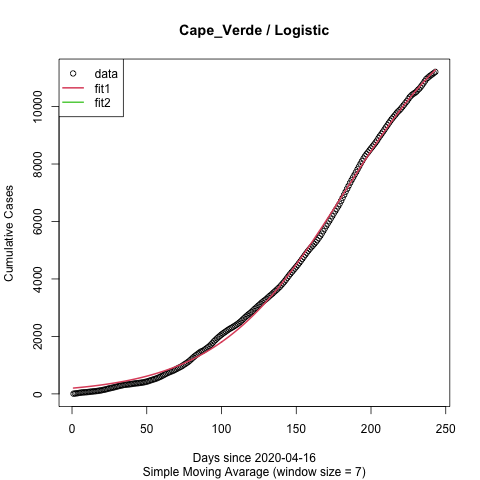 Cape_Verde / Logistic
data
fit1
fit2
Cumulative Cases
10000
8000
6000
4000
2000
0
0 50 100 150 200 250
Days since 2020-04-16
Simple Moving Avarage (window size = 7)